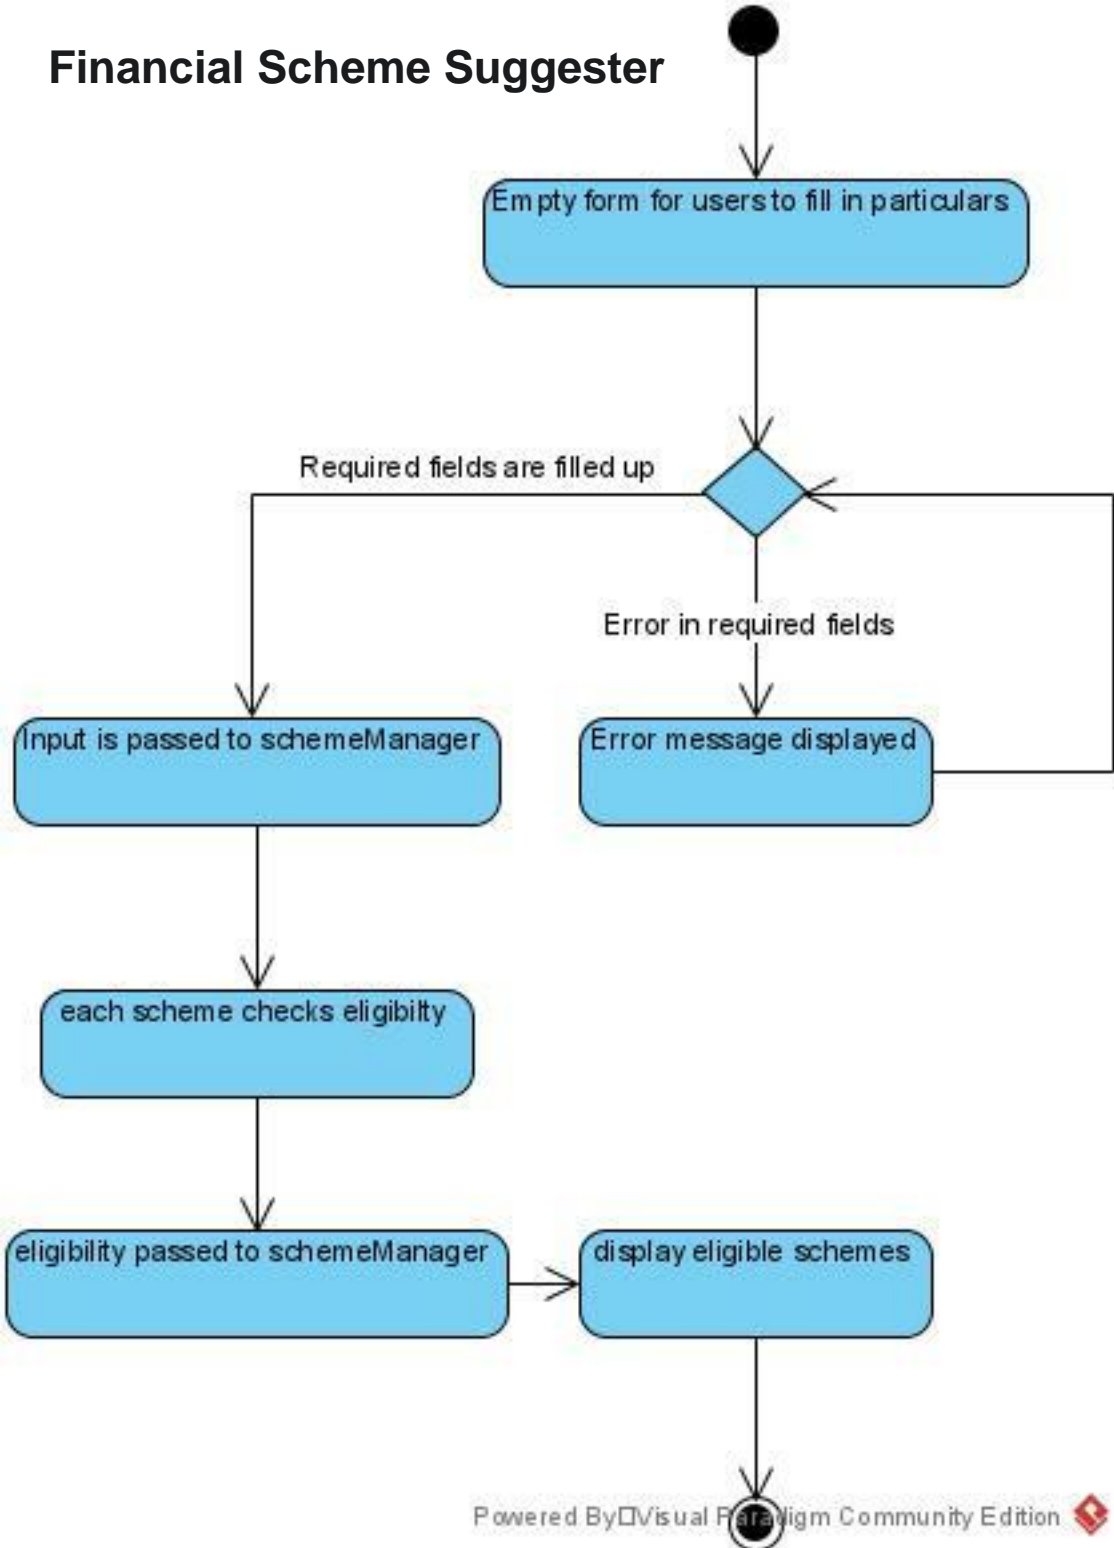 Financial Scheme Suggester
Empty form for users to fill in particulars
Required fields are filled up
Error in required fields
Input is passed to schemeManager
Error message displayed
each scheme checks eligibilty
eligibility passed to schemeManager
display eligible schemes
Powered By Visual Paradigm Community Edition